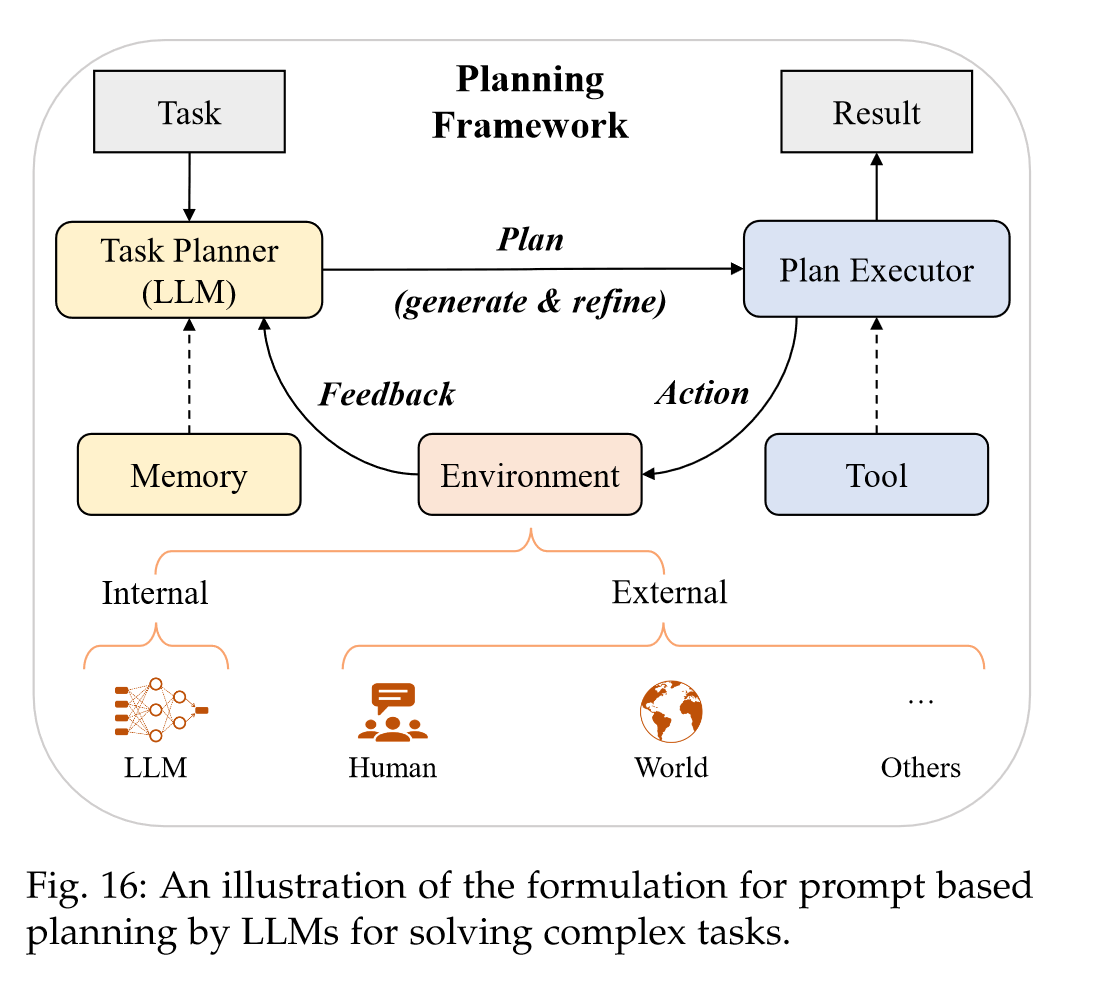 Planning
Framework
Task
Result
Task Planner
(LLM)
Plan
(generate & refine)
Plan Executor
Feedback
Action
Memory
Environment
Tool
Internal
External
LLM
Human
World
...
Others
Fig. 16: An illustration of the formulation for prompt based
planning by LLMs for solving complex tasks.